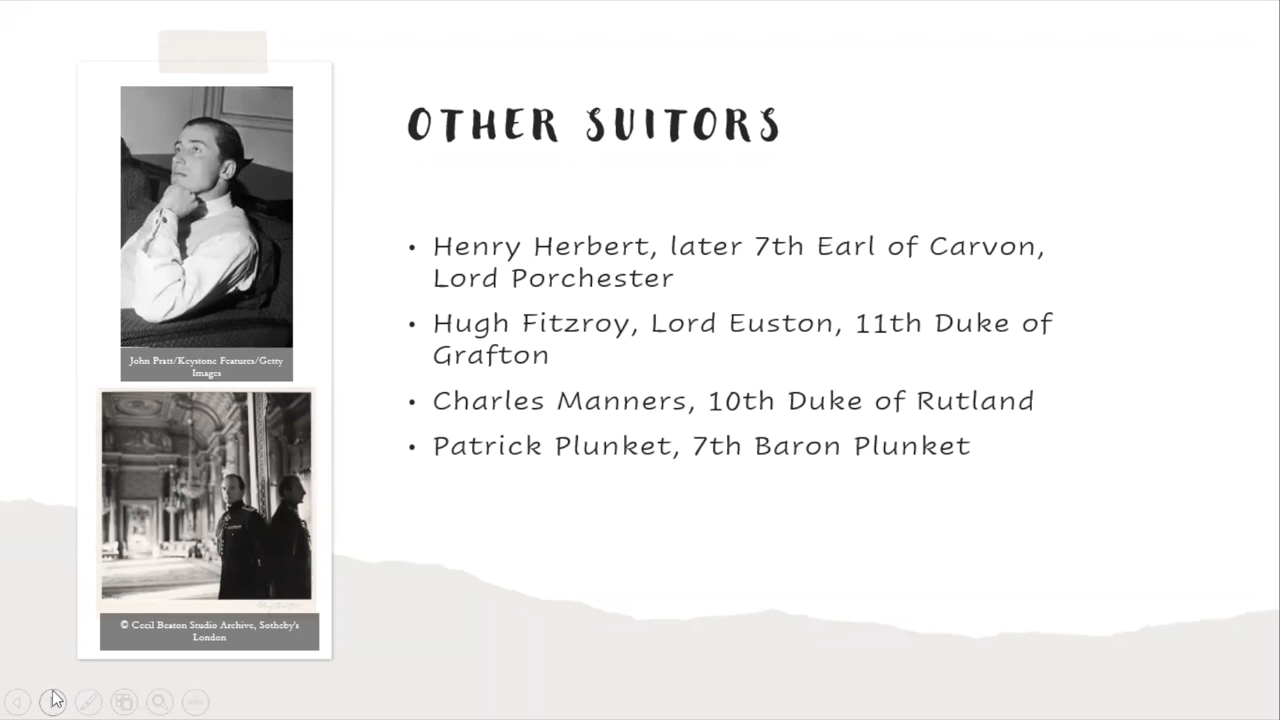 OTHER SUITORS
• Henry Herbert, later 7th Earl of Carvon,
Lord Porchester
• Hugh Fitzroy, Lord Euston, 11th Duke of
Grafton
• Charles Manners, 10th Duke of Rutland
• Patrick Plunket, 7th Baron Plunket
John Pratt/Keystone Features/Getty
Images
© Cecil Beaton Studio Archive, Sotheby's
London